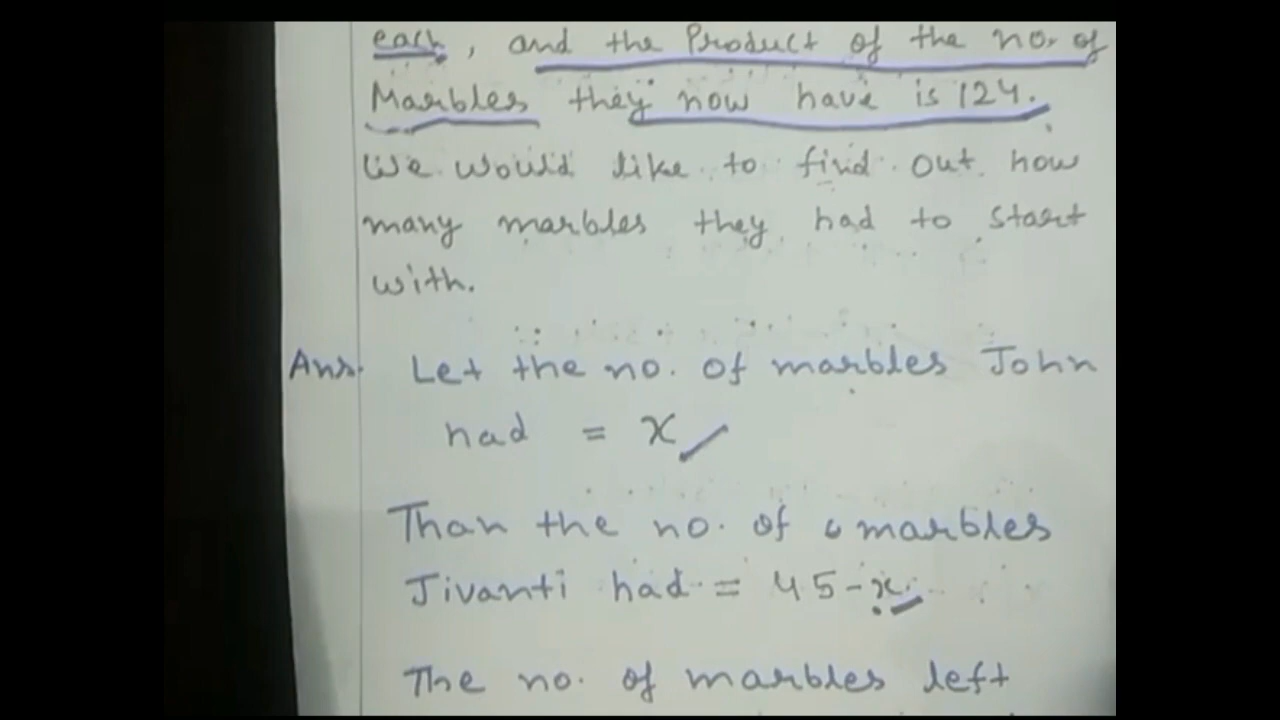 each, and the Product of the no. of
Marbles they now have is 124.
We would like to find out how
many marbles they had to start
with.
Ans. Let the no. of marbles John
had = x
Than the no. of marbles
Jivanti had = 45-x.
The no. of marbles left